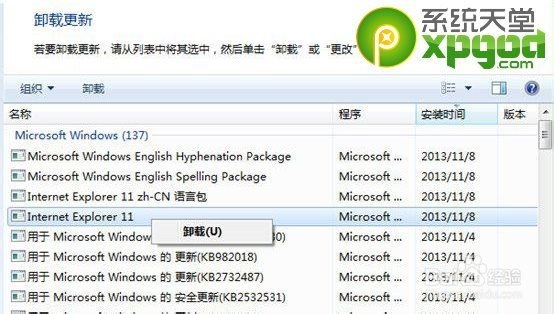 卸载更新
系统天堂
xpgod
.com
若要卸载更新，请从列表中将其选中，然后单击“卸载”或“更改”
组织 卸载
名称 程序 安装时间 版本
Microsoft Windows (137)
Microsoft Windows English Hyphenation Package Microsoft ... 2013/11/8
Microsoft Windows English Spelling Package Microsoft ... 2013/11/8
Internet Explorer 11 zh-CN 语言包 Microsoft ... 2013/11/8
Internet Explorer 11 Microsoft ... 2013/11/8
卸载(U)
用于 Microsoft Windows 30) Microsoft ... 2013/11/4
用于 Microsoft Windows 的 更新(KB982018) Microsoft ... 2013/11/4
用于 Microsoft Windows 的 更新(KB2732487) Microsoft ... 2013/11/4
用于 Microsoft Windows 的 安全更新(KB2532531) Microsoft ... 2013/11/4